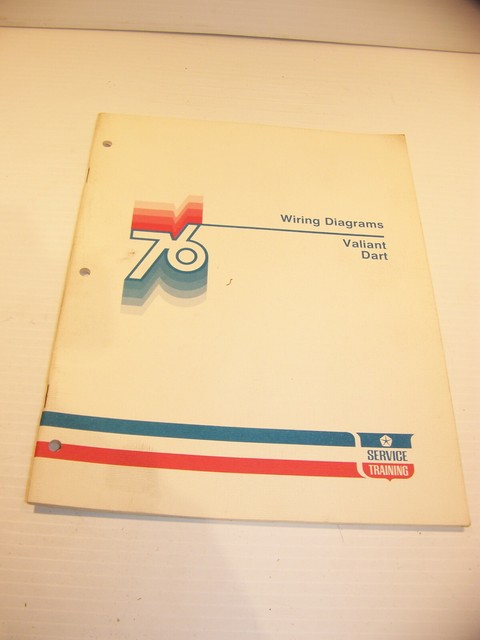 76
Wiring Diagrams
Valiant
Dart
SERVICE
TRAINING